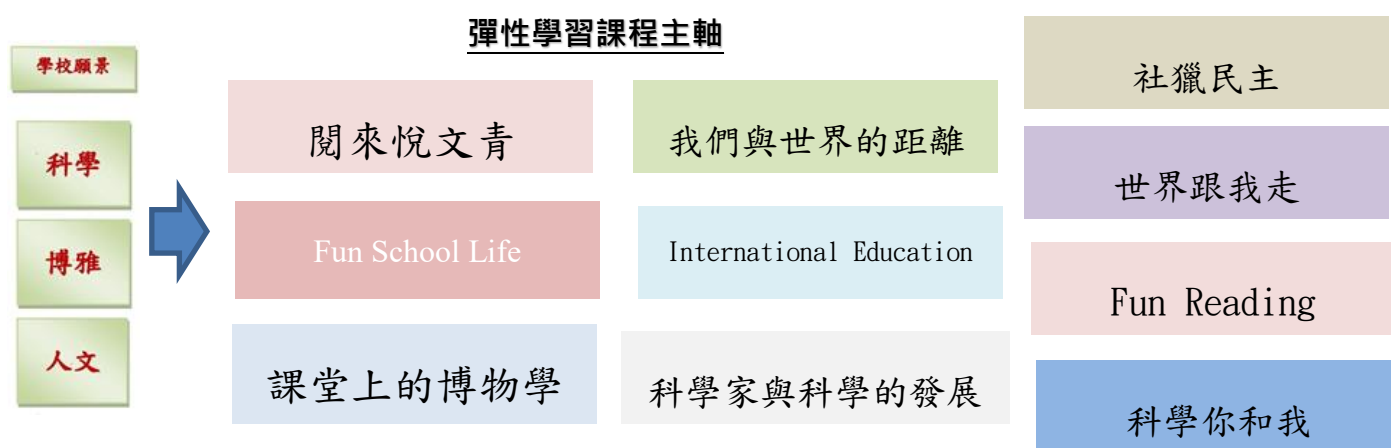 彈性學習課程主軸
學校願景
科學
博雅
人文
閱來悅文青
我們與世界的距離
Fun School Life
International Education
課堂上的博物學
科學家與科學的發展
社獵民主
世界跟我走
Fun Reading
科學你和我